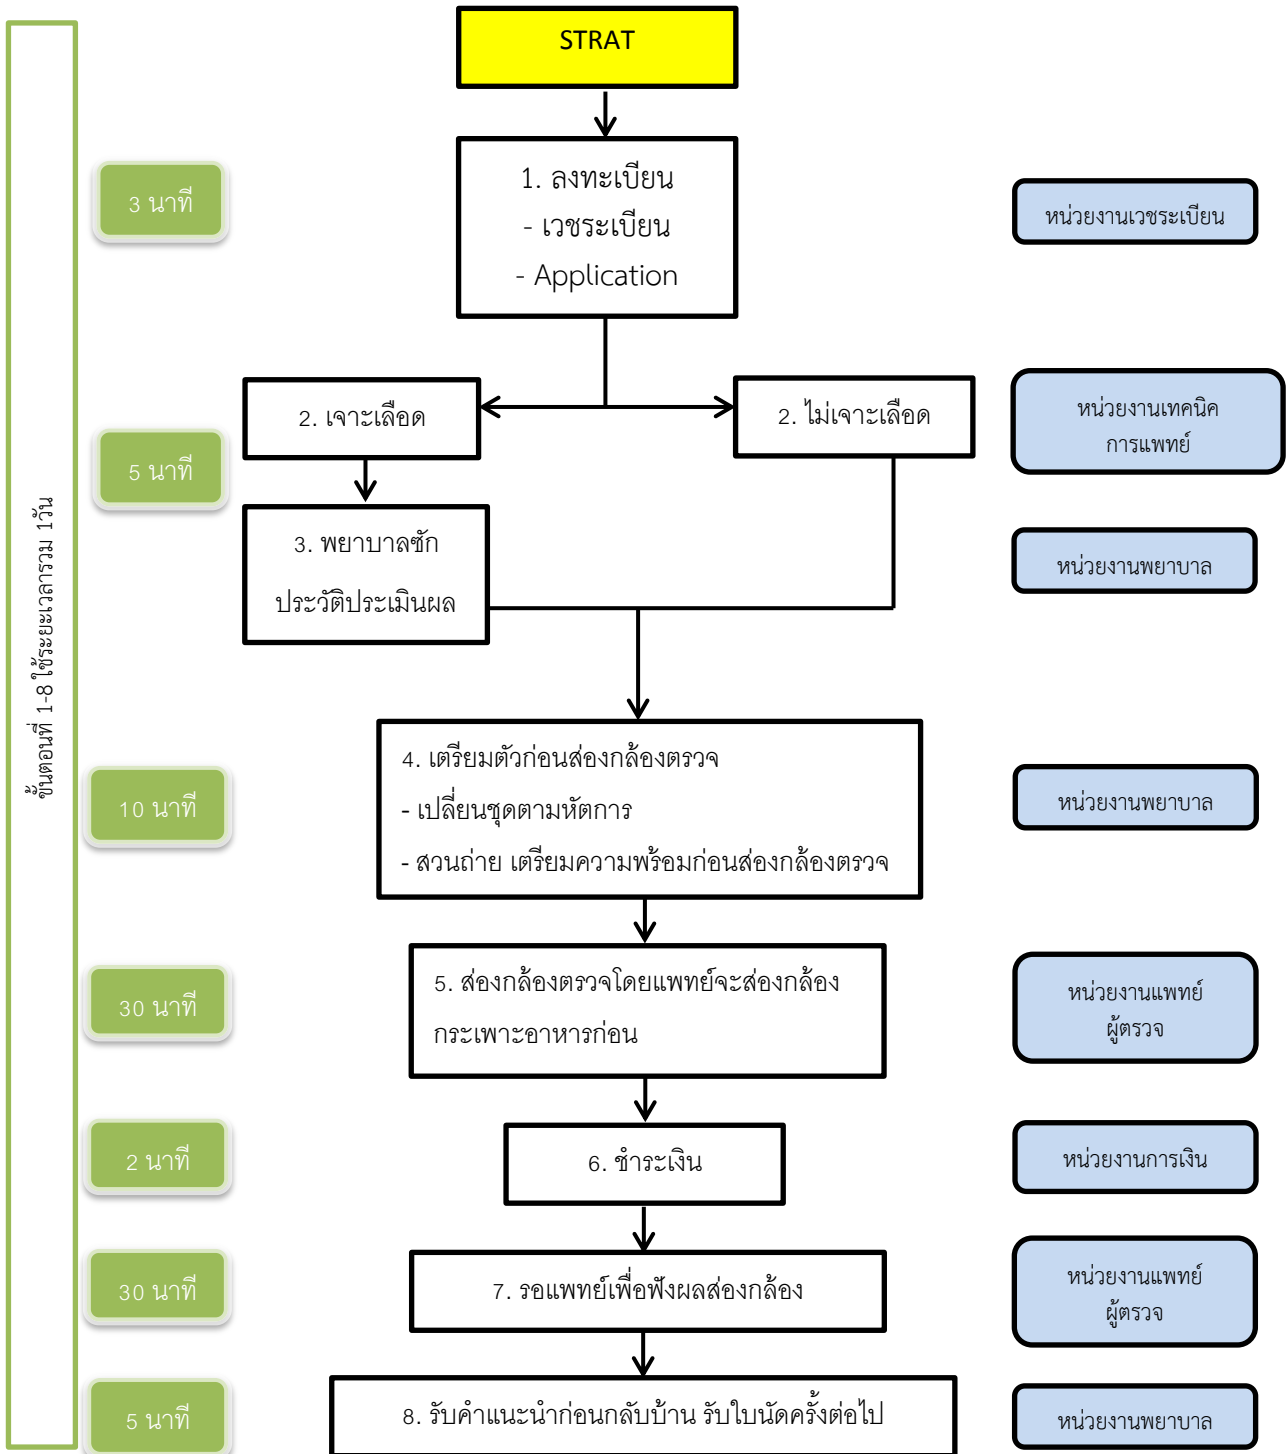 STRAT
3 นาที
1. ลงทะเบียน
- เวชระเบียน
- Application
หน่วยงานเวชระเบียน
2. เจาะเลือด
2. ไม่เจาะเลือด
หน่วยงานเทคนิค
การแพทย์
5 นาที
3. พยาบาลซัก
ประวัติประเมินผล
หน่วยงานพยาบาล
ขั้นตอนที่ 1-8 ใช้ระยะเวลารวม 1วัน
10 นาที
4. เตรียมตัวก่อนส่องกล้องตรวจ
- เปลี่ยนชุดตามหัตการ
- สวนถ่าย เตรียมความพร้อมก่อนส่องกล้องตรวจ
หน่วยงานพยาบาล
30 นาที
5. ส่องกล้องตรวจโดยแพทย์จะส่องกล้อง
กระเพาะอาหารก่อน
หน่วยงานแพทย์
ผู้ตรวจ
2 นาที
6. ชำระเงิน
หน่วยงานการเงิน
30 นาที
7. รอแพทย์เพื่อฟังผลส่องกล้อง
หน่วยงานแพทย์
ผู้ตรวจ
5 นาที
8. รับคำแนะนำก่อนกลับบ้าน รับใบนัดครั้งต่อไป
หน่วยงานพยาบาล